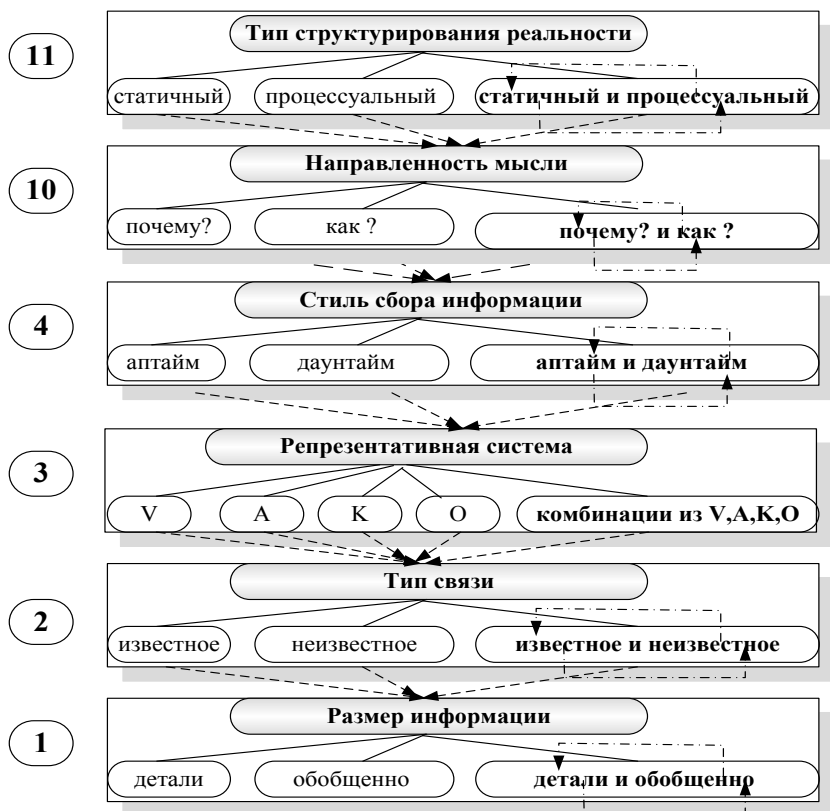 Тип структурирования реальности
11
статичный процессуальный статичный и процессуальный
Направленность мысли
10
почему? как ? почему? и как ?
Стиль сбора информации
4
аптайм даунтайм аптайм и даунтайм
Репрезентативная система
3
V A K O комбинации из V,A,K,O
Тип связи
2
известное неизвестное известное и неизвестное
Размер информации
1
детали обобщенно детали и обобщенно